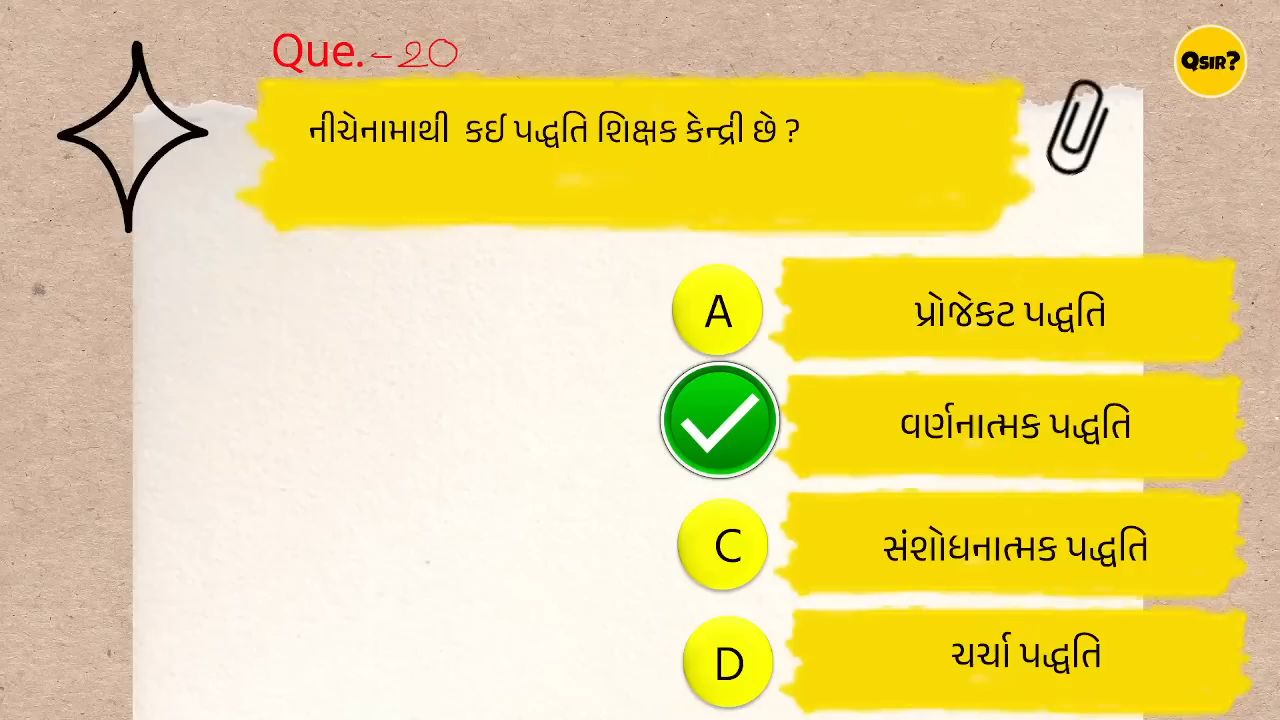 Que.-20
QSIR?
નીચેનામાથી કઈ પદ્ધતિ શિક્ષક કેન્દ્રી છે ?
A
પ્રોજેકટ પદ્ધતિ
વર્ણનાત્મક પદ્ધતિ
C
સંશોધનાત્મક પદ્ધતિ
D
ચર્ચા પદ્ધતિ